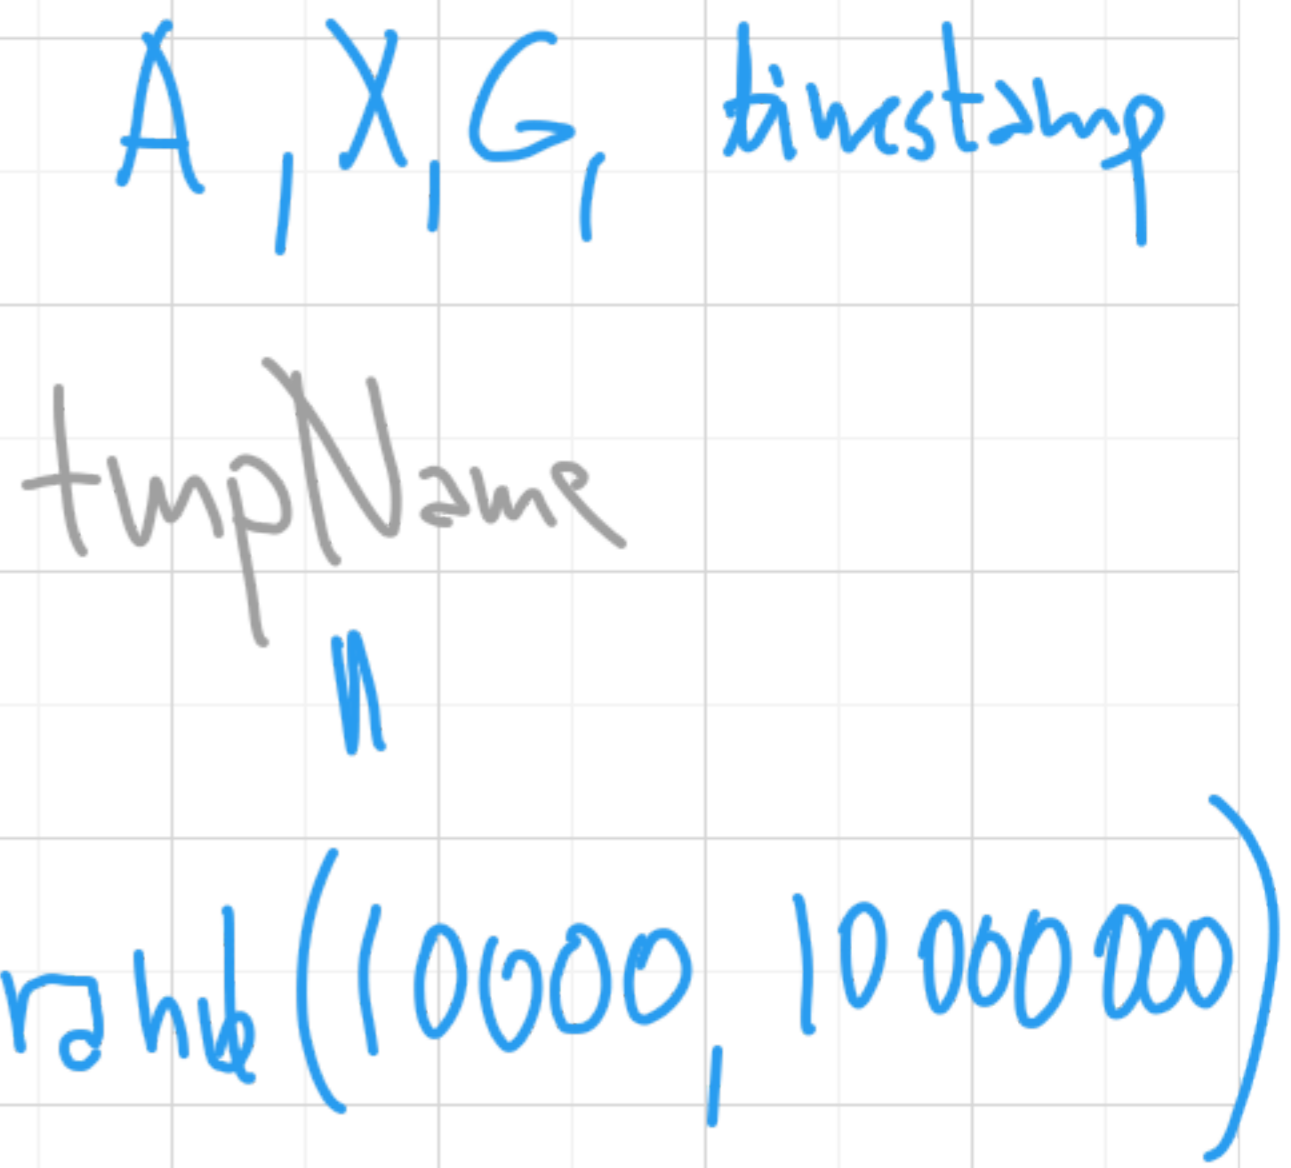 A, X, G, timestamp
tmpName
rand(10000, 10000000)